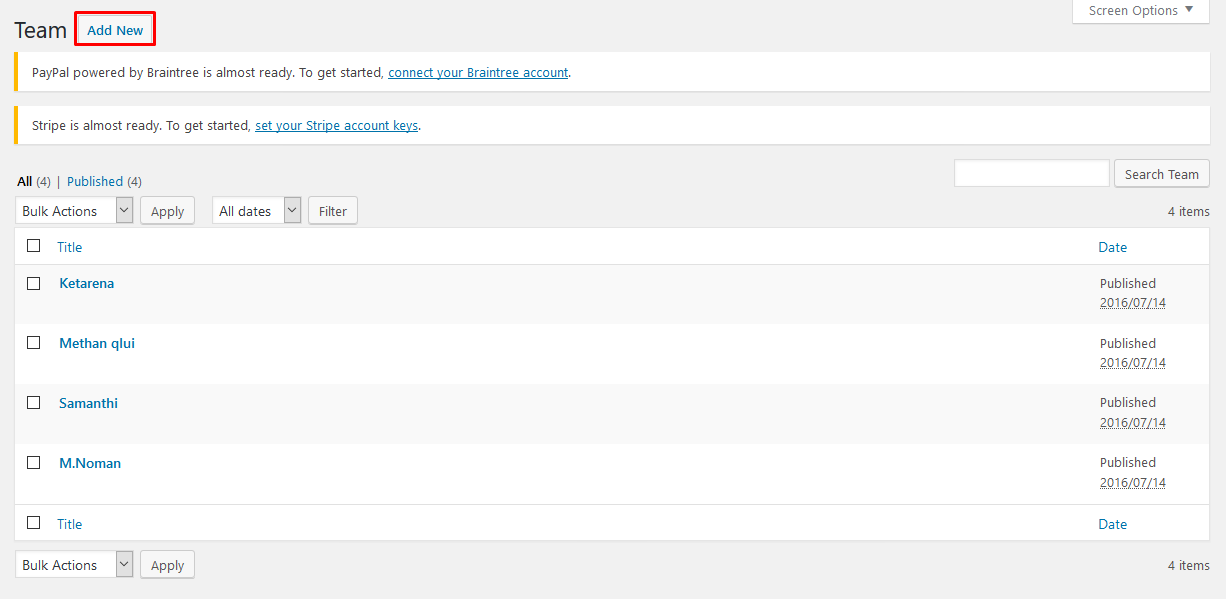 Screen Options
Team Add New
PayPal powered by Braintree is almost ready. To get started, connect your Braintree account.
Stripe is almost ready. To get started, set your Stripe account keys.
All (4) | Published (4)
Search Team
Bulk Actions Apply All dates Filter 4 items
Title Date
Ketarena Published
2016/07/14
Methan qlui Published
2016/07/14
Samanthi Published
2016/07/14
M.Noman Published
2016/07/14
Title Date
Bulk Actions Apply 4 items